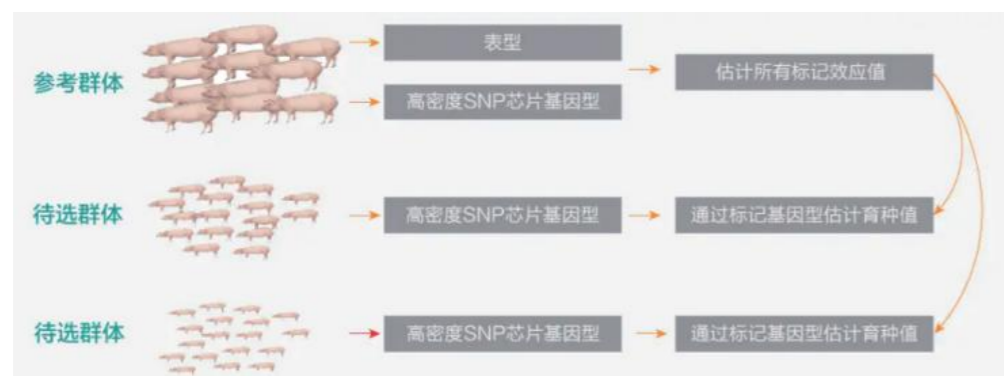 表型
参考群体
估计所有标记效应值
高密度SNP芯片基因型
待选群体
高密度SNP芯片基因型
通过标记基因型估计育种值
待选群体
高密度SNP芯片基因型
通过标记基因型估计育种值